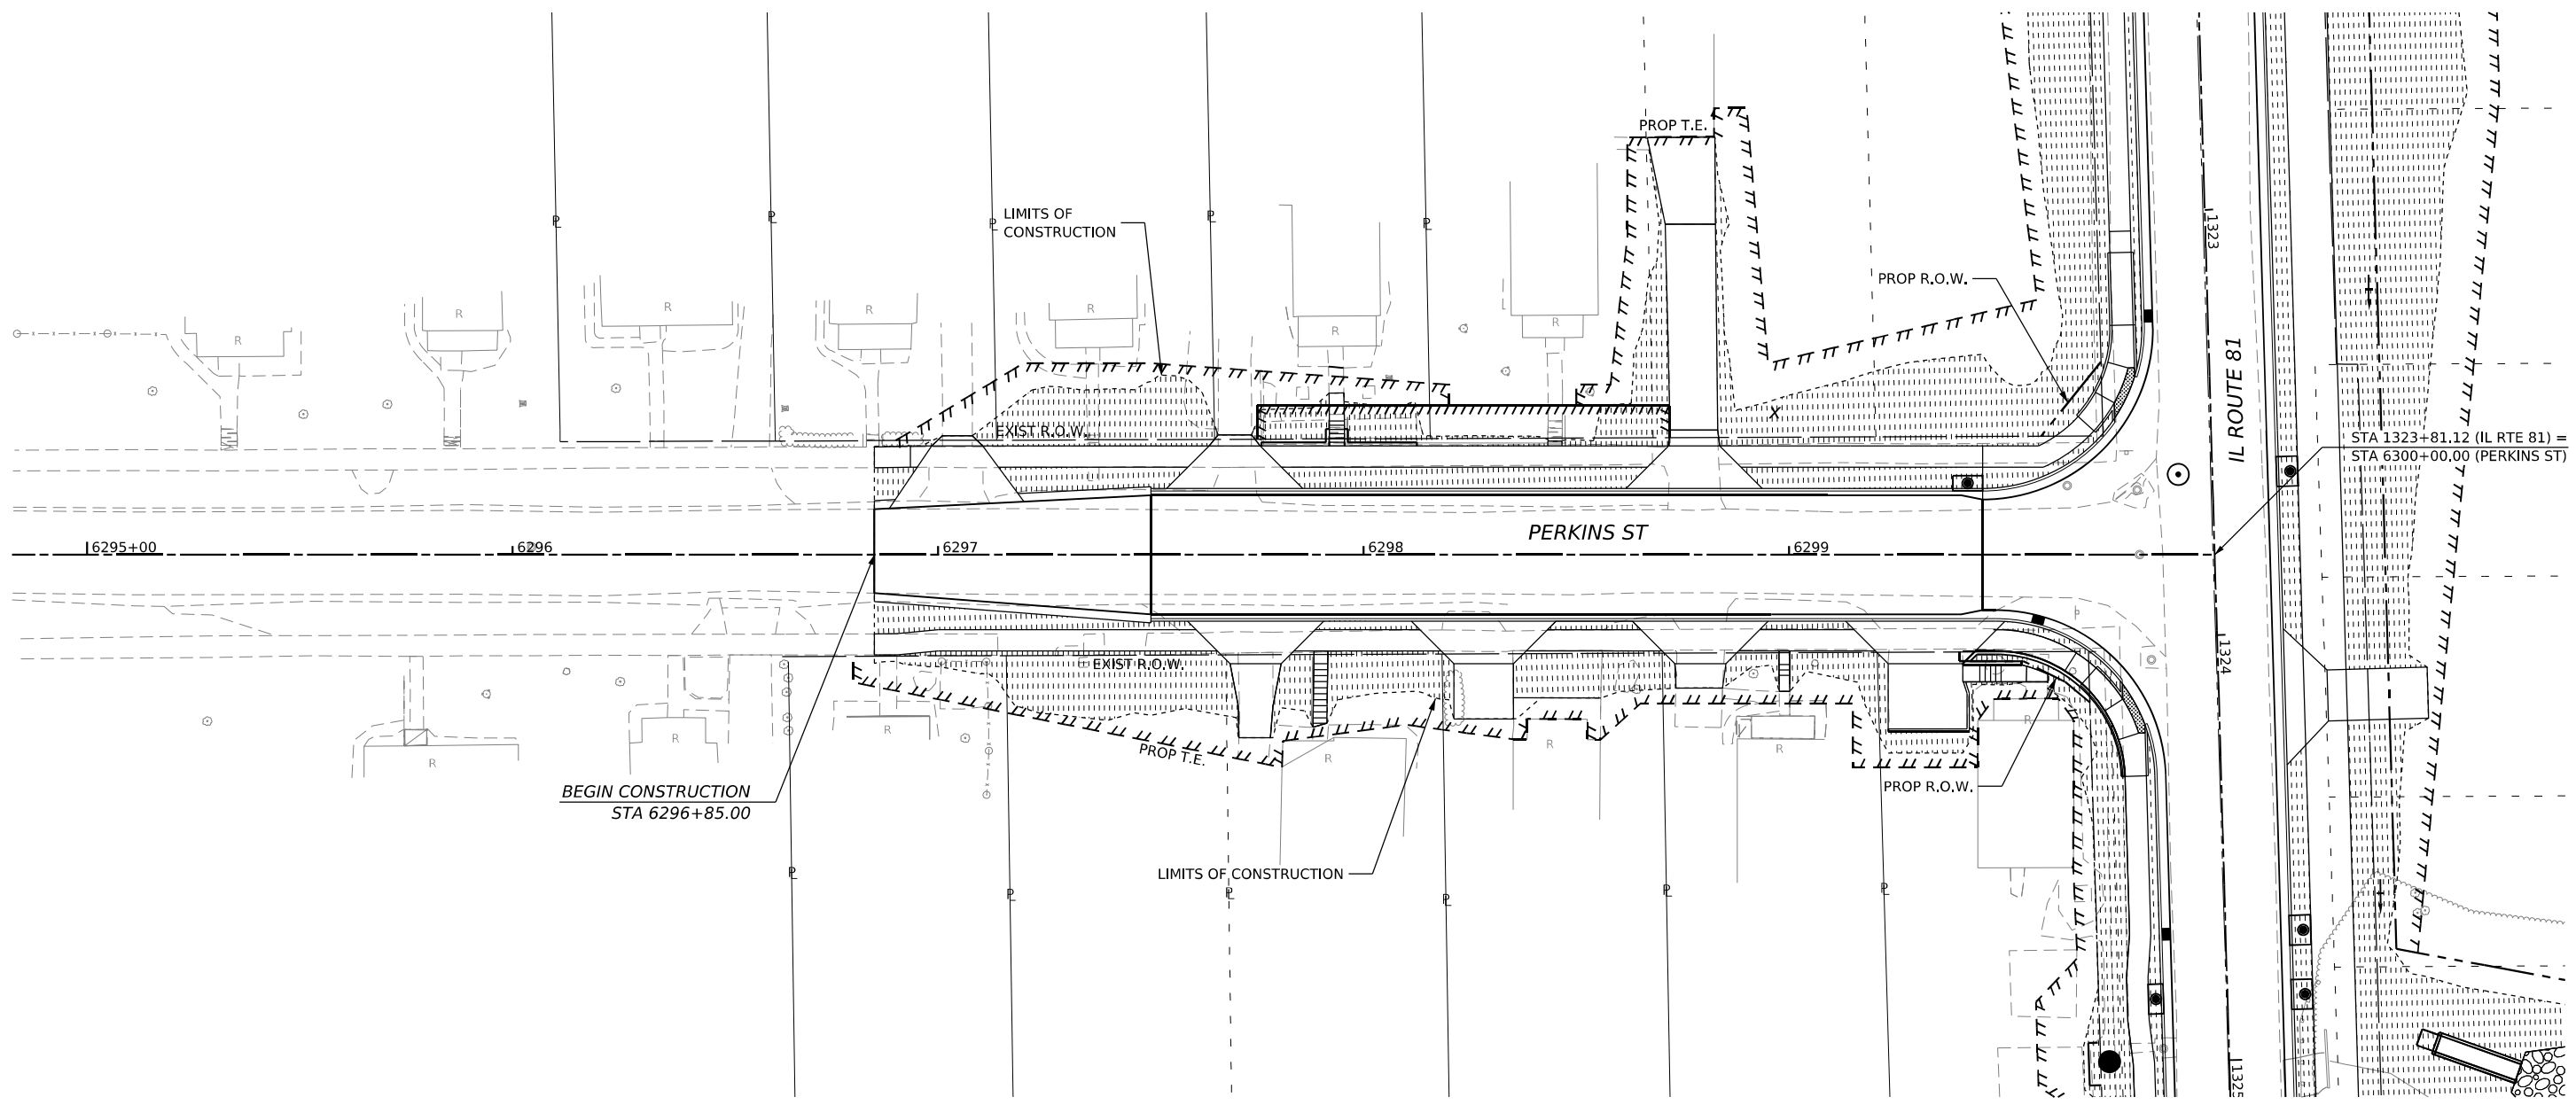 PROP T.E.
LIMITS OF
CONSTRUCTION
1323
PROP R.O.W.
R
R
R
R
R
R
R
IL ROUTE 81
EXIST R.O.W.
X
STA 1323+81.12 (IL RTE 81) =
STA 6300+00.00 (PERKINS ST)
PERKINS ST
6295+00
6296
6297
6298
6299
1324
EXIST R.O.W.
PROP T.E.
R
R
R
R
R
R
R
BEGIN CONSTRUCTION
STA 6296+85.00
PROP R.O.W.
LIMITS OF CONSTRUCTION
1325